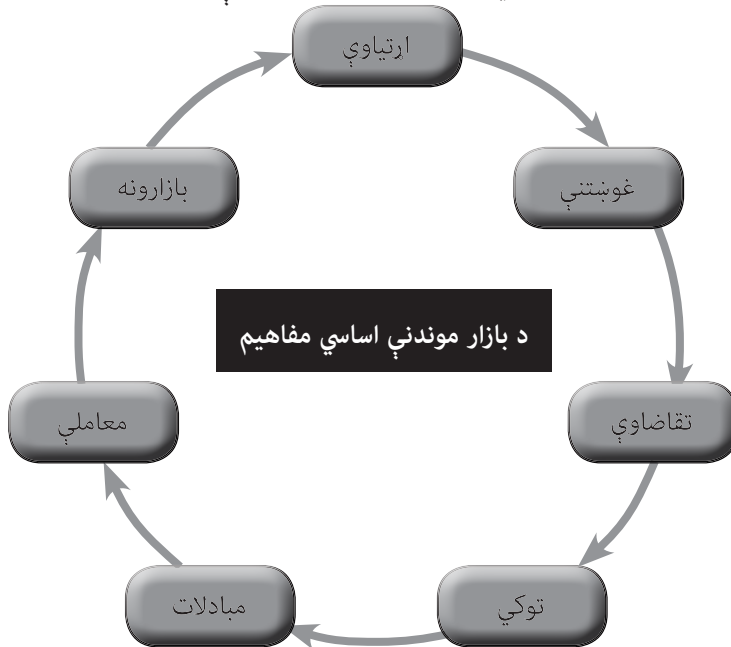 اړتیاوې
غوښتنې
تقاضاوې
توکي
مبادلات
معاملې
بازارونه
د بازار موندنې اساسي مفاهیم